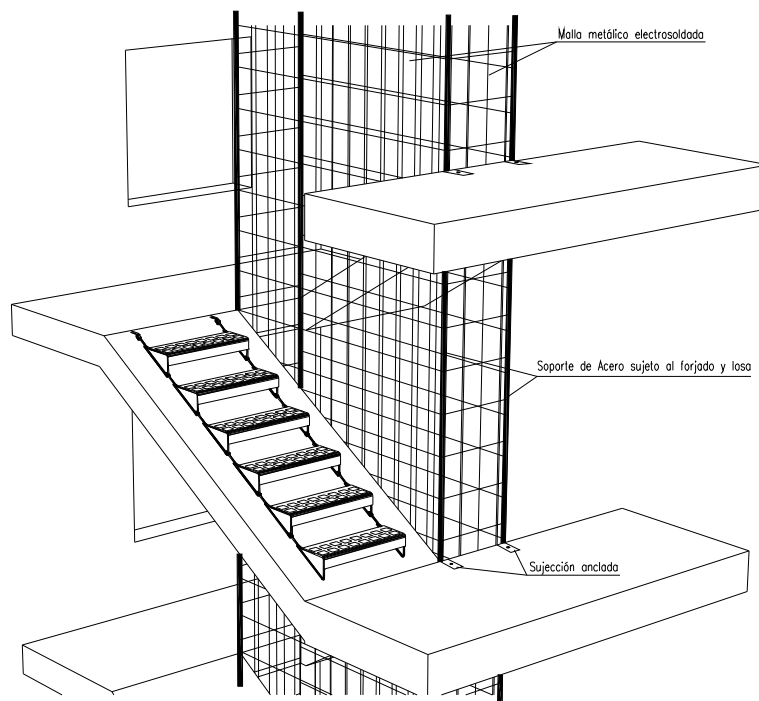 Malla metálico electrosoldada
Soporte de Acero sujeto al forjado y losa
Sujección anclada